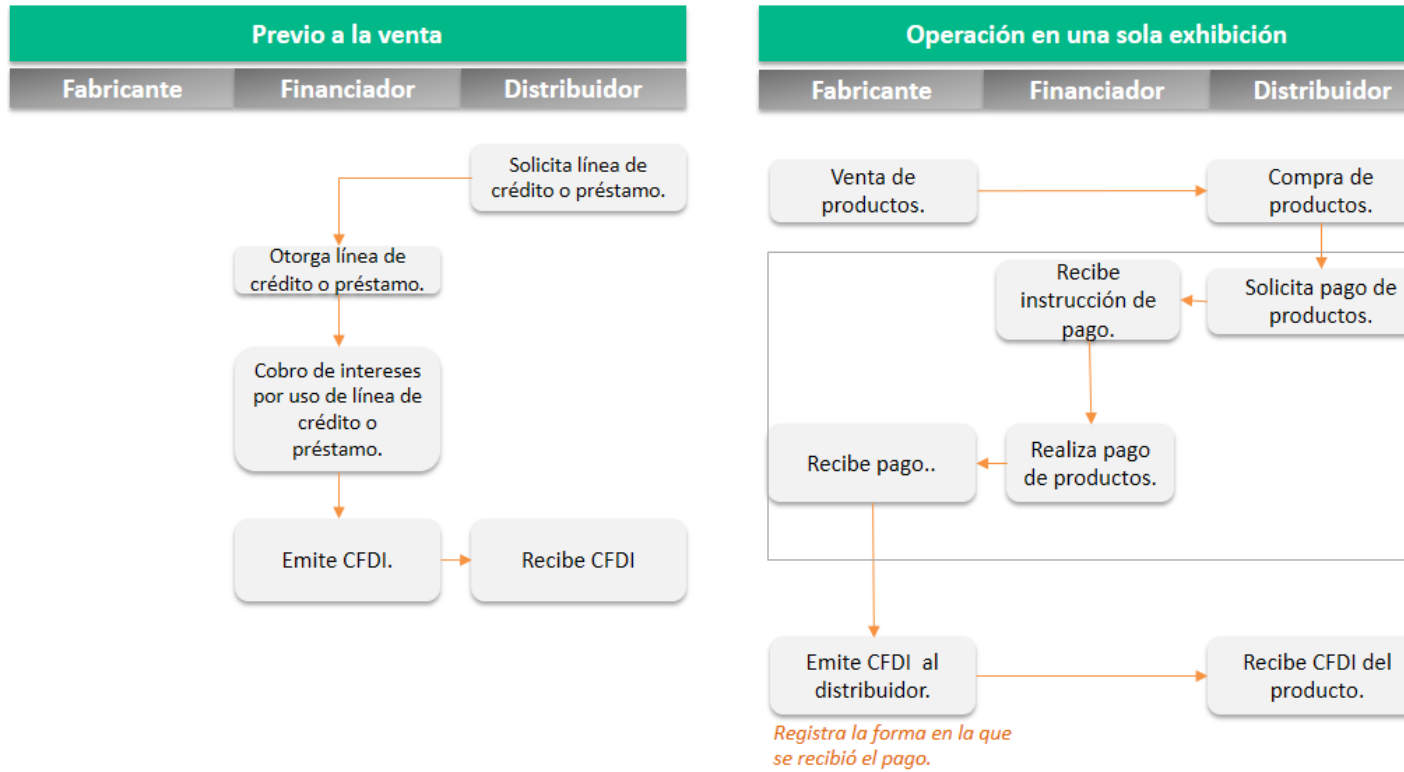 Previo a la venta
Fabricante
Financiador
Distribuidor
Solicita línea de
crédito o préstamo.
Otorga línea de
crédito o préstamo.
Cobro de intereses
por uso de línea de
crédito o
préstamo.
Emite CFDI.
Recibe CFDI
Operación en una sola exhibición
Fabricante
Financiador
Distribuidor
Venta de
productos.
Compra de
productos.
Recibe
instrucción de
pago.
Solicita pago de
productos.
Recibe pago..
Realiza pago
de productos.
Emite CFDI al
distribuidor.
Recibe CFDI del
producto.
Registra la forma en la que
se recibió el pago.